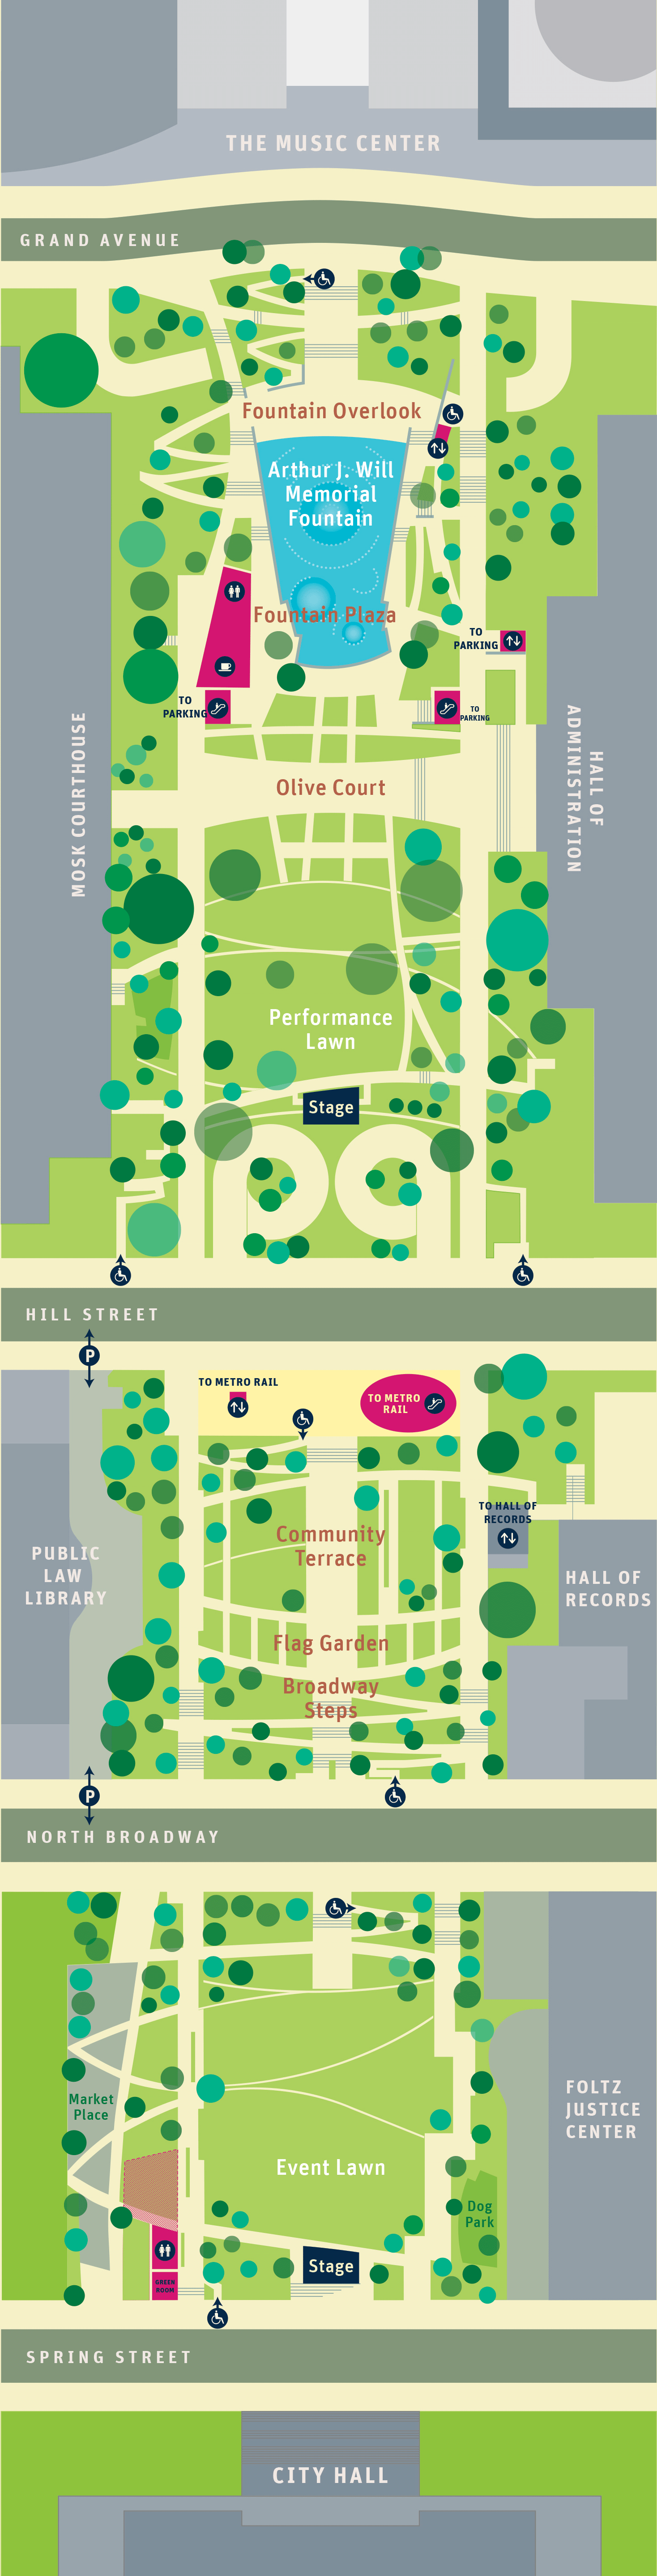 THE MUSIC CENTER
GRAND AVENUE
Fountain Overlook
Arthur J. Will
Memorial
Fountain
Fountain Plaza
TO
PARKING
TO
PARKING
TO
PARKING
MOSK COURTHOUSE
HALL OF
ADMINISTRATION
Olive Court
Performance
Lawn
Stage
HILL STREET
P
TO METRO RAIL
TO METRO
RAIL
TO HALL OF
RECORDS
Community
Terrace
PUBLIC
LAW
LIBRARY
HALL OF
RECORDS
Flag Garden
Broadway
Steps
P
NORTH BROADWAY
Market
Place
FOLTZ
JUSTICE
CENTER
Event Lawn
Dog
Park
Stage
GREEN
ROOM
SPRING STREET
CITY HALL